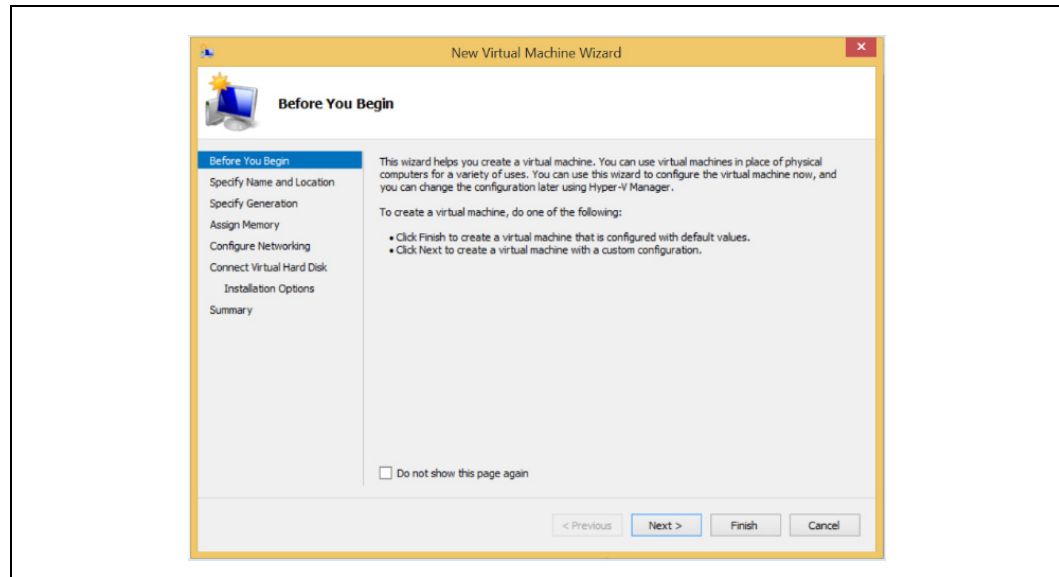 New Virtual Machine Wizard
Before You Begin
Before You Begin
Specify Name and Location
Specify Generation
Assign Memory
Configure Networking
Connect Virtual Hard Disk
Installation Options
Summary
This wizard helps you create a virtual machine. You can use virtual machines in place of physical
computers for a variety of uses. You can use this wizard to configure the virtual machine now, and
you can change the configuration later using Hyper-V Manager.
To create a virtual machine, do one of the following:
• Click Finish to create a virtual machine that is configured with default values.
• Click Next to create a virtual machine with a custom configuration.
Do not show this page again
< Previous
Next >
Finish
Cancel